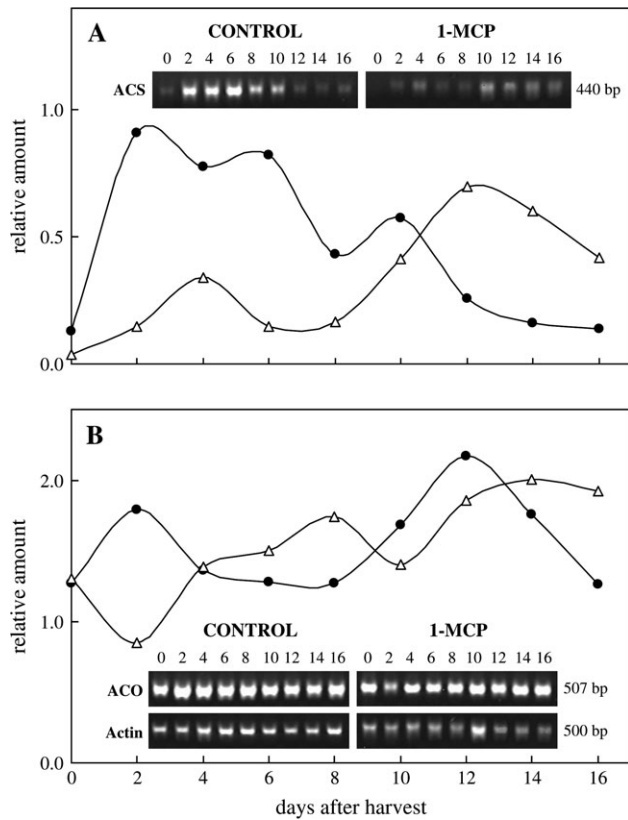 A
CONTROL 1-MCP
0 2 4 6 8 10 12 14 16 0 2 4 6 8 10 12 14 16
ACS 440 bp
1.0
0.5
0.0
relative amount
B
2.0
1.0
0.0
relative amount
CONTROL 1-MCP
0 2 4 6 8 10 12 14 16 0 2 4 6 8 10 12 14 16
ACO 507 bp
Actin 500 bp
0 2 4 6 8 10 12 14 16
days after harvest